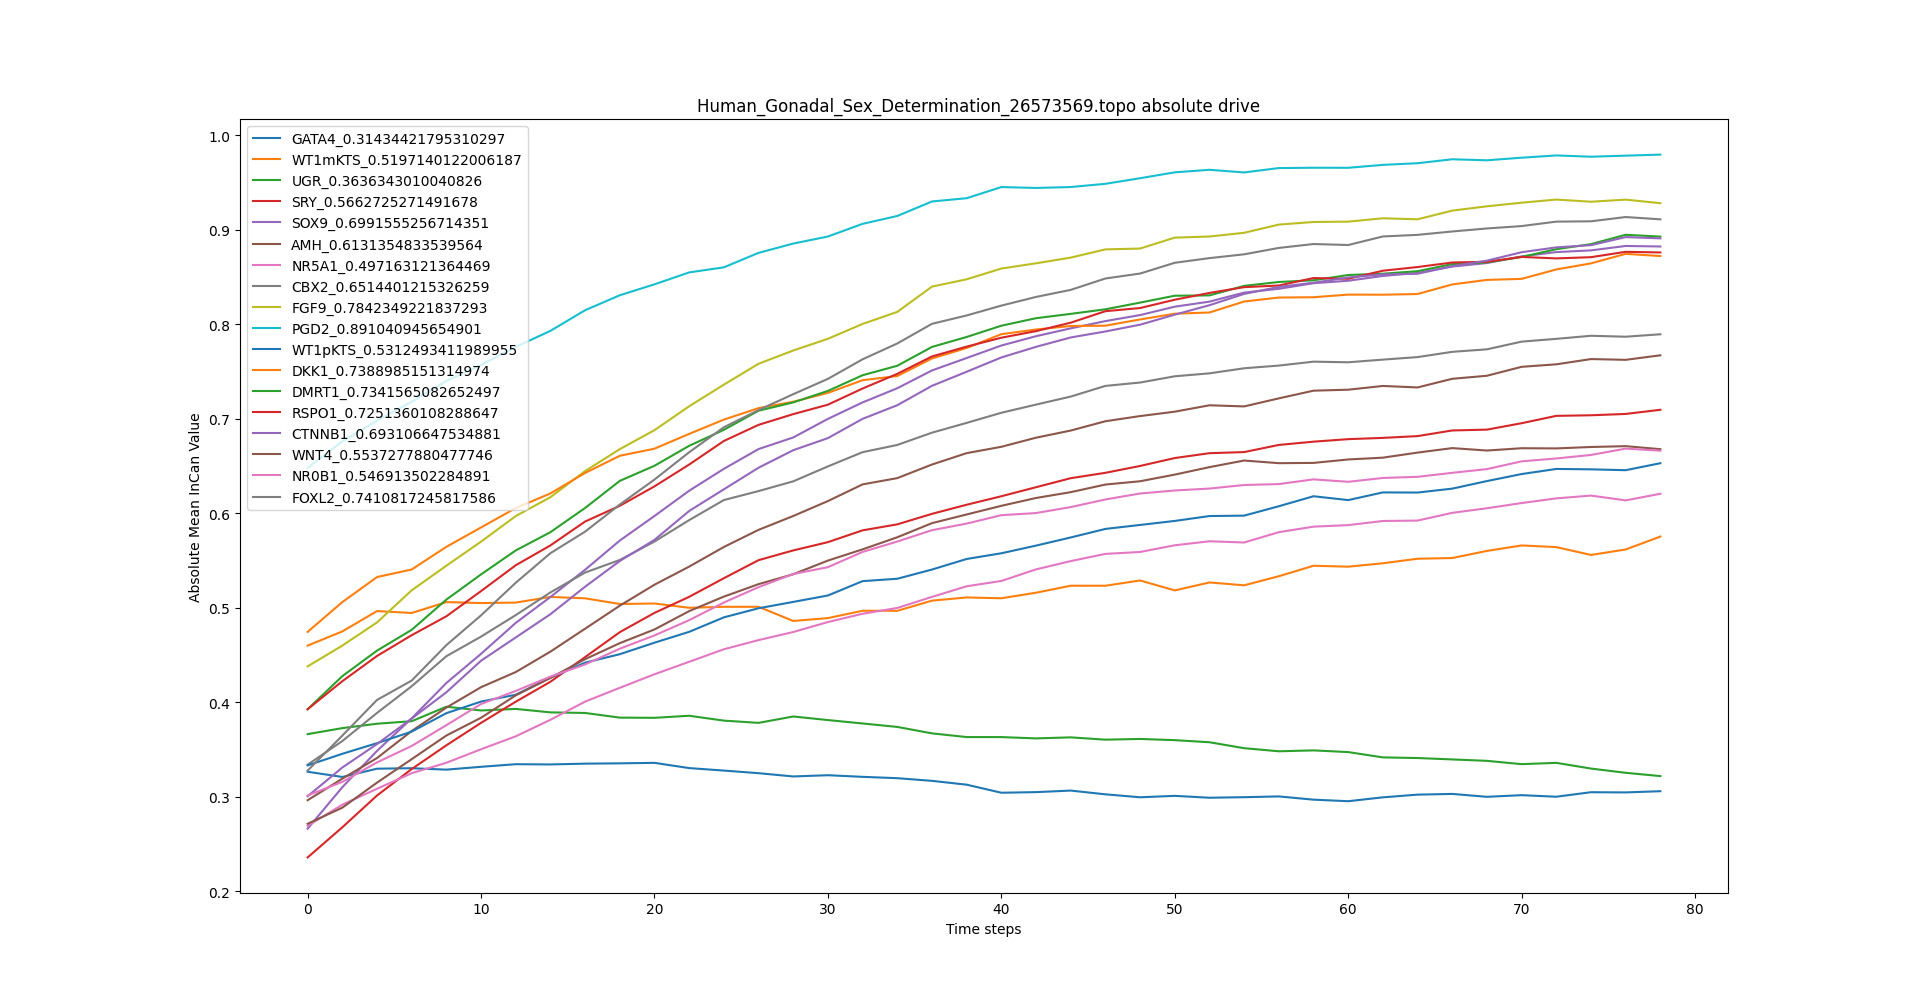 Human_Gonadal_Sex_Determination_26573569.topo absolute drive
GATA4_0.31434421795310297
WT1mKTS_0.5197140122006187
UGR_0.3636343010040826
SRY_0.5662725271491678
SOX9_0.6991555256714351
AMH_0.6131354833539564
NR5A1_0.497163121364469
CBX2_0.6514401215326259
FGF9_0.7842349221837293
PGD2_0.891040945654901
WT1pKTS_0.5312493411989955
DKK1_0.7388985151314974
DMRT1_0.7341565082652497
RSPO1_0.7251360108288647
CTNNB1_0.693106647534881
WNT4_0.5537277880477746
NR0B1_0.546913502284891
FOXL2_0.7410817245817586
Absolute Mean InCan Value
1.0
0.9
0.8
0.7
0.6
0.5
0.4
0.3
0.2
0 10 20 30 40 50 60 70 80
Time steps